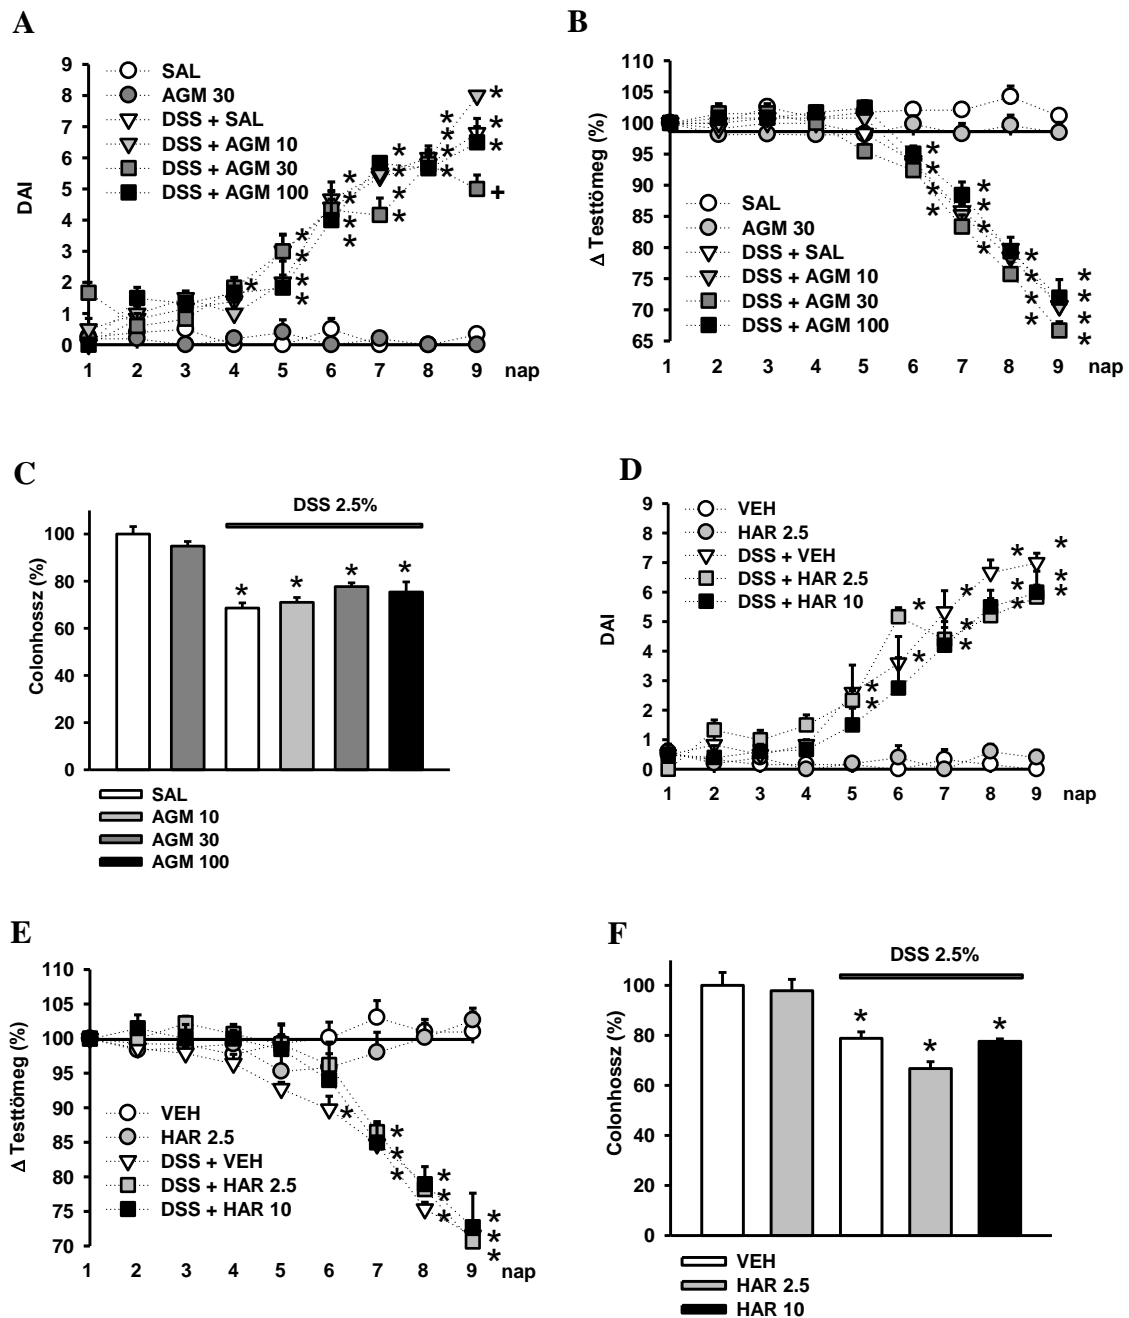 A
DAI
9
8
7
6
5
4
3
2
1
0
SAL
AGM 30
DSS + SAL
DSS + AGM 10
DSS + AGM 30
DSS + AGM 100
* * * * * * * * * * * * * * * * * * * * +
1 2 3 4 5 6 7 8 9 nap
B
Δ Testtömeg (%)
110
105
100
95
90
85
80
75
70
65
SAL
AGM 30
DSS + SAL
DSS + AGM 10
DSS + AGM 30
DSS + AGM 100
* * * * * * * * * * * * * * * *
1 2 3 4 5 6 7 8 9 nap
C
DSS 2.5%
Colonhossz (%)
100
80
60
40
20
0
* * * *
SAL
AGM 10
AGM 30
AGM 100
D
DAI
9
8
7
6
5
4
3
2
1
0
VEH
HAR 2.5
DSS + VEH
DSS + HAR 2.5
DSS + HAR 10
* * * * * * * * * * * * *
1 2 3 4 5 6 7 8 9 nap
E
Δ Testtömeg (%)
110
105
100
95
90
85
80
75
70
VEH
HAR 2.5
DSS + VEH
DSS + HAR 2.5
DSS + HAR 10
* * * * * * * * * *
1 2 3 4 5 6 7 8 9 nap
F
DSS 2.5%
Colonhossz (%)
100
80
60
40
20
0
* * *
VEH
HAR 2.5
HAR 10